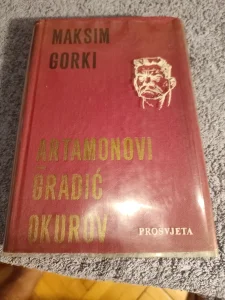 MAKSIM
GORKI
ARTAMONOVI
GRADIĆ
OKUROV
PROSVJETA